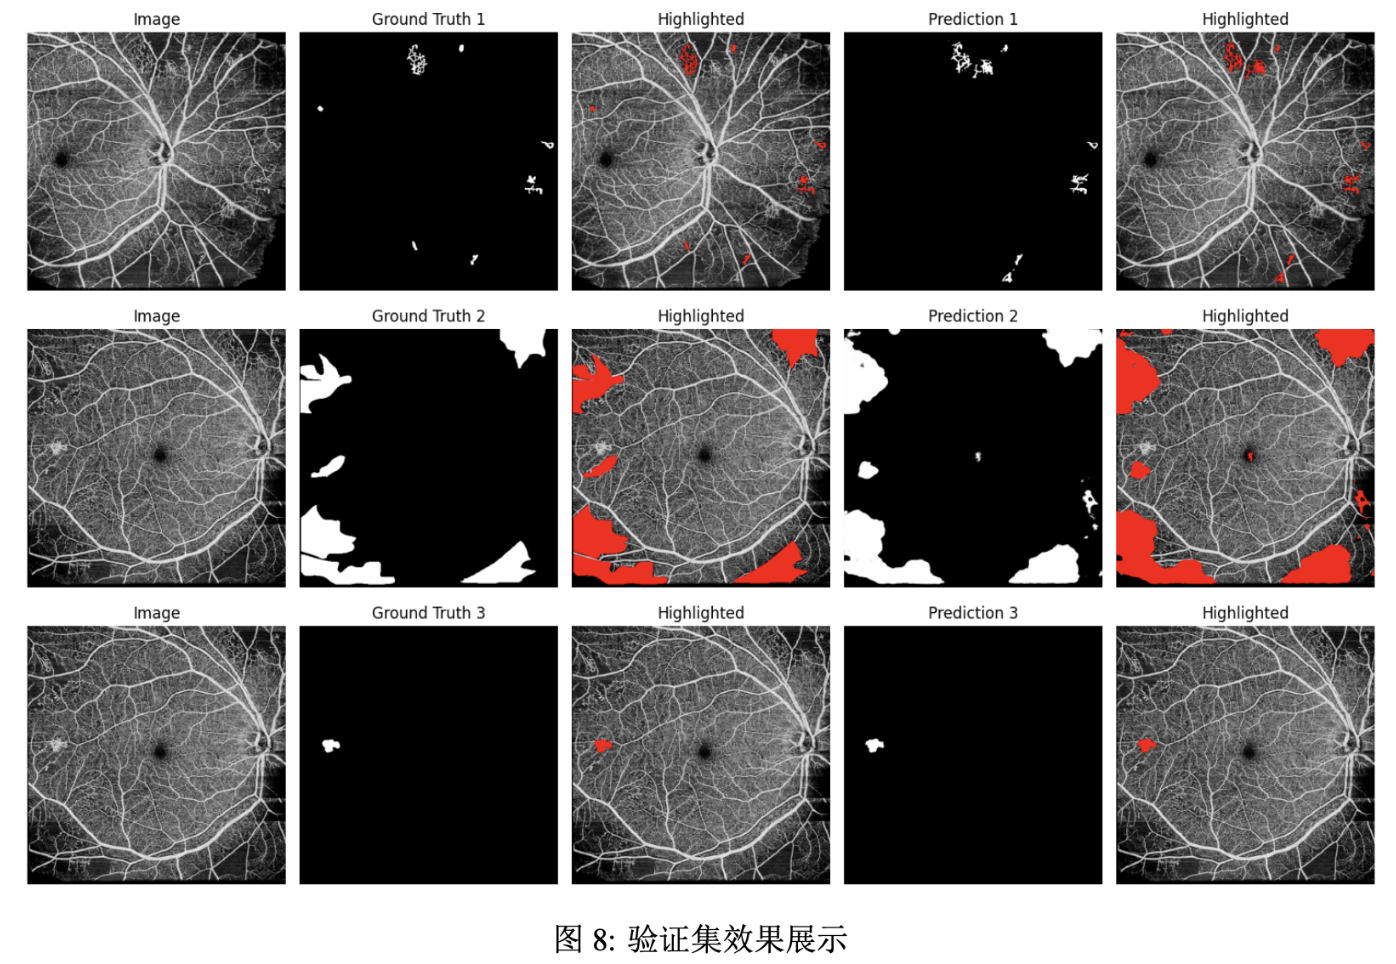 Image Ground Truth 1 Highlighted Prediction 1 Highlighted
Image Ground Truth 2 Highlighted Prediction 2 Highlighted
Image Ground Truth 3 Highlighted Prediction 3 Highlighted
图 8: 验证集效果展示